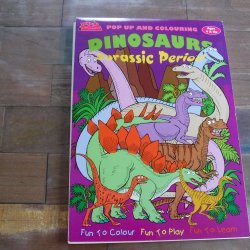 POP UP AND COLOURING
DINOSAURS
Jurassic Period
Fun To Colour Fun To Play Fun To Learn